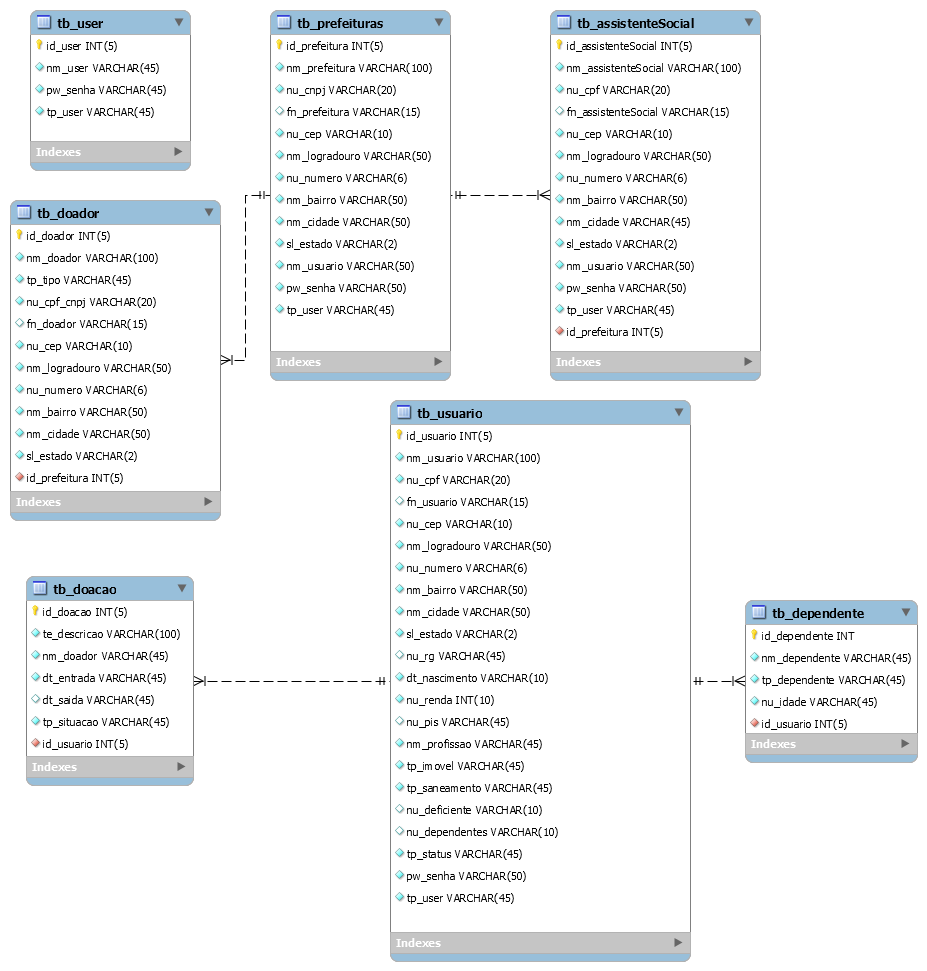 tb_user
id_user INT(5)
nm_user VARCHAR(45)
pw_senha VARCHAR(45)
tp_user VARCHAR(45)
Indexes
tb_prefeituras
id_prefeitura INT(5)
nm_prefeitura VARCHAR(100)
nu_cnpj VARCHAR(20)
fn_prefeitura VARCHAR(15)
nu_cep VARCHAR(10)
nm_logradouro VARCHAR(50)
nu_numero VARCHAR(6)
nm_bairro VARCHAR(50)
nm_cidade VARCHAR(50)
sl_estado VARCHAR(2)
nm_usuario VARCHAR(50)
pw_senha VARCHAR(50)
tp_user VARCHAR(45)
Indexes
tb_assistenteSocial
id_assistenteSocial INT(5)
nm_assistenteSocial VARCHAR(100)
nu_cpf VARCHAR(20)
fn_assistenteSocial VARCHAR(15)
nu_cep VARCHAR(10)
nm_logradouro VARCHAR(50)
nu_numero VARCHAR(6)
nm_bairro VARCHAR(50)
nm_cidade VARCHAR(45)
sl_estado VARCHAR(2)
nm_usuario VARCHAR(50)
pw_senha VARCHAR(50)
tp_user VARCHAR(45)
id_prefeitura INT(5)
Indexes
tb_doador
id_doador INT(5)
nm_doador VARCHAR(100)
tp_tipo VARCHAR(45)
nu_cpf_cnpj VARCHAR(20)
fn_doador VARCHAR(15)
nu_cep VARCHAR(10)
nm_logradouro VARCHAR(50)
nu_numero VARCHAR(6)
nm_bairro VARCHAR(50)
nm_cidade VARCHAR(50)
sl_estado VARCHAR(2)
id_prefeitura INT(5)
Indexes
tb_usuario
id_usuario INT(5)
nm_usuario VARCHAR(100)
nu_cpf VARCHAR(20)
fn_usuario VARCHAR(15)
nu_cep VARCHAR(10)
nm_logradouro VARCHAR(50)
nu_numero VARCHAR(6)
nm_bairro VARCHAR(50)
nm_cidade VARCHAR(50)
sl_estado VARCHAR(2)
nu_rg VARCHAR(45)
dt_nascimento VARCHAR(10)
nu_renda INT(10)
nu_pis VARCHAR(45)
nm_profissao VARCHAR(45)
tp_imovel VARCHAR(45)
tp_saneamento VARCHAR(45)
nu_deficiente VARCHAR(10)
nu_dependentes VARCHAR(10)
tp_status VARCHAR(45)
pw_senha VARCHAR(50)
tp_user VARCHAR(45)
Indexes
tb_doacao
id_doacao INT(5)
te_descricao VARCHAR(100)
nm_doador VARCHAR(45)
dt_entrada VARCHAR(45)
dt_saida VARCHAR(45)
tp_situacao VARCHAR(45)
id_usuario INT(5)
Indexes
tb_dependente
id_dependente INT
nm_dependente VARCHAR(45)
tp_dependente VARCHAR(45)
nu_idade VARCHAR(45)
id_usuario INT(5)
Indexes